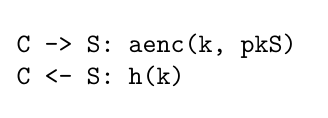 C -> S: aenc(k, pkS)
C <- S: h(k)